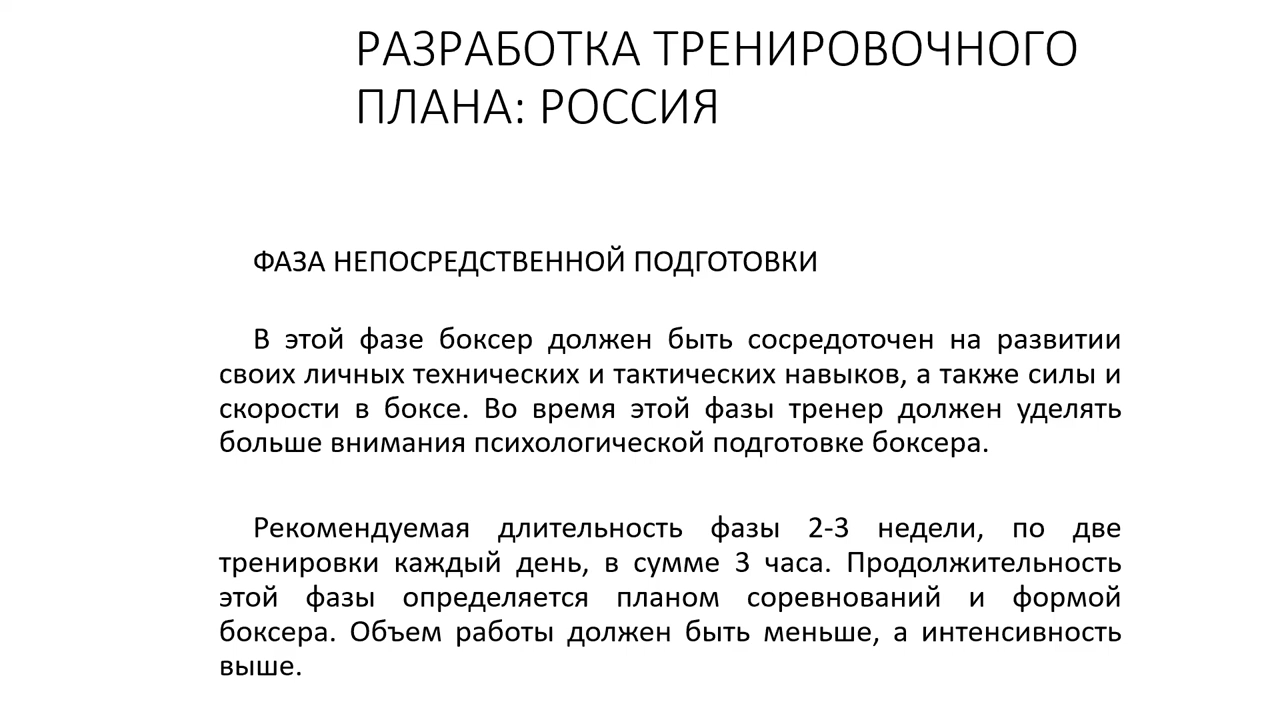 РАЗРАБОТКА ТРЕНИРОВОЧНОГО
ПЛАНА: РОССИЯ
ФАЗА НЕПОСРЕДСТВЕННОЙ ПОДГОТОВКИ
В этой фазе боксер должен быть сосредоточен на развитии
своих личных технических и тактических навыков, а также силы и
скорости в боксе. Во время этой фазы тренер должен уделять
больше внимания психологической подготовке боксера.
Рекомендуемая длительность фазы 2-3 недели, по две
тренировки каждый день, в сумме 3 часа. Продолжительность
этой фазы определяется планом соревнований и формой
боксера. Объем работы должен быть меньше, а интенсивность
выше.